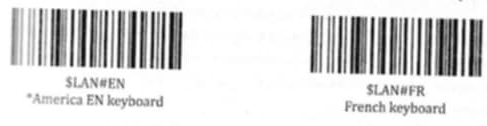 $LAN#EN
*America EN keyboard
$LAN#FR
French keyboard